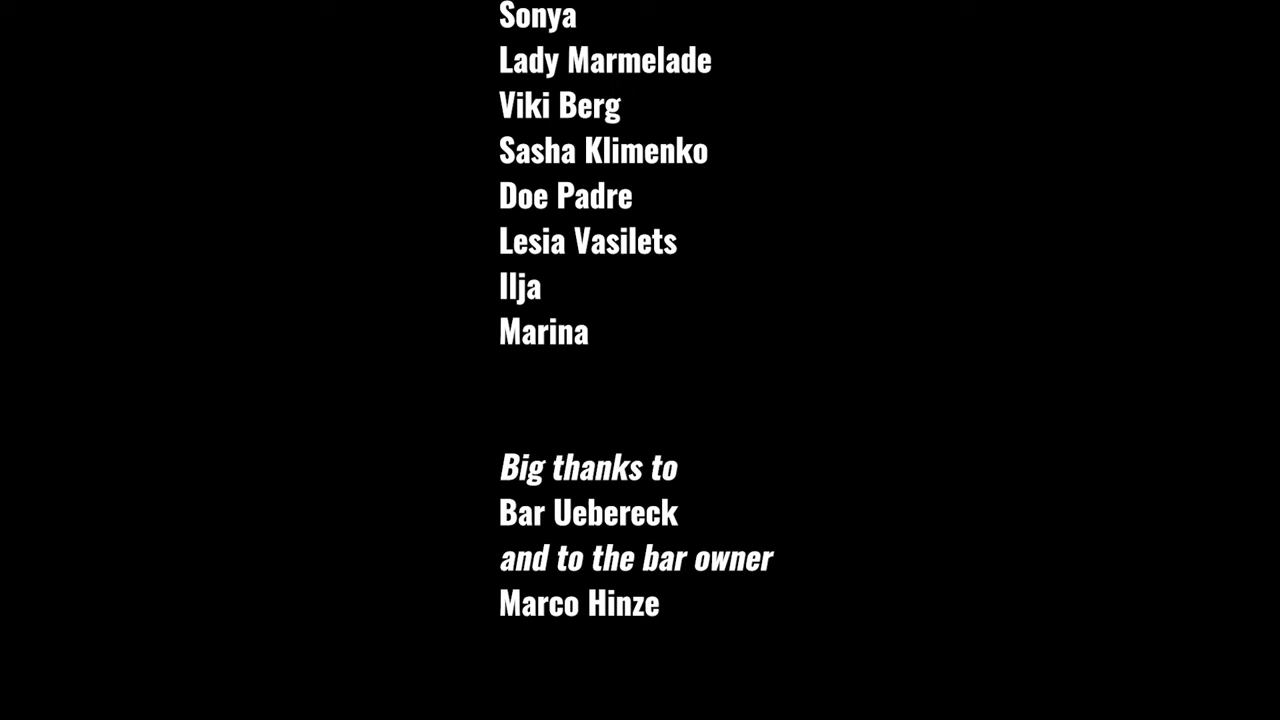 Sonya
Lady Marmelade
Viki Berg
Sasha Klimenko
Doe Padre
Lesia Vasilets
Ilja
Marina
Big thanks to
Bar Uebereck
and to the bar owner
Marco Hinze